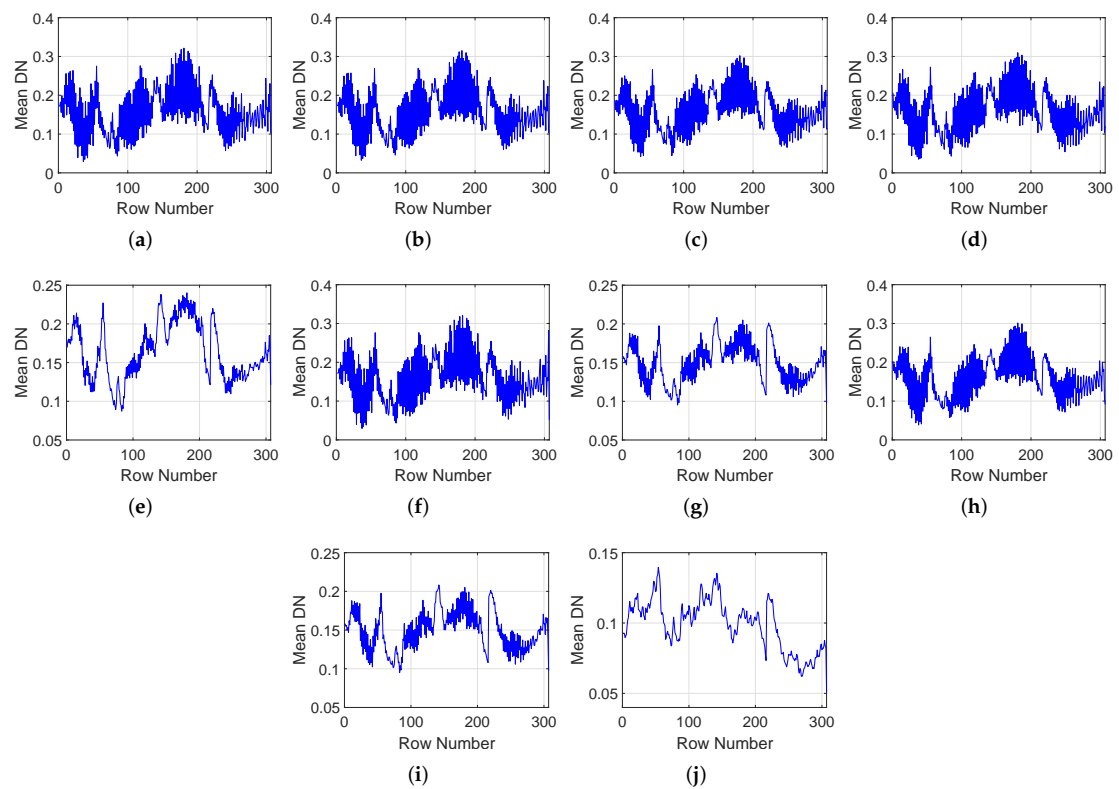 0.4 0.4 0.4 0.4
0.3 0.3 0.3 0.3
0.2 0.2 0.2 0.2
0.1 0.1 0.1 0.1
0 0 0 0
Mean DN Mean DN Mean DN Mean DN
0 100 200 300 0 100 200 300 0 100 200 300 0 100 200 300
Row Number Row Number Row Number Row Number
(a) (b) (c) (d)
0.25 0.4 0.25 0.4
0.2 0.3 0.2 0.3
0.15 0.2 0.15 0.2
0.1 0.1 0.1 0.1
0.05 0 0.05 0
Mean DN Mean DN Mean DN Mean DN
0 100 200 300 0 100 200 300 0 100 200 300 0 100 200 300
Row Number Row Number Row Number Row Number
(e) (f) (g) (h)
0.25 0.15
0.2
0.15 0.1
0.1
0.05 0.05
Mean DN Mean DN
0 100 200 300 0 100 200 300
Row Number Row Number
(i) (j)